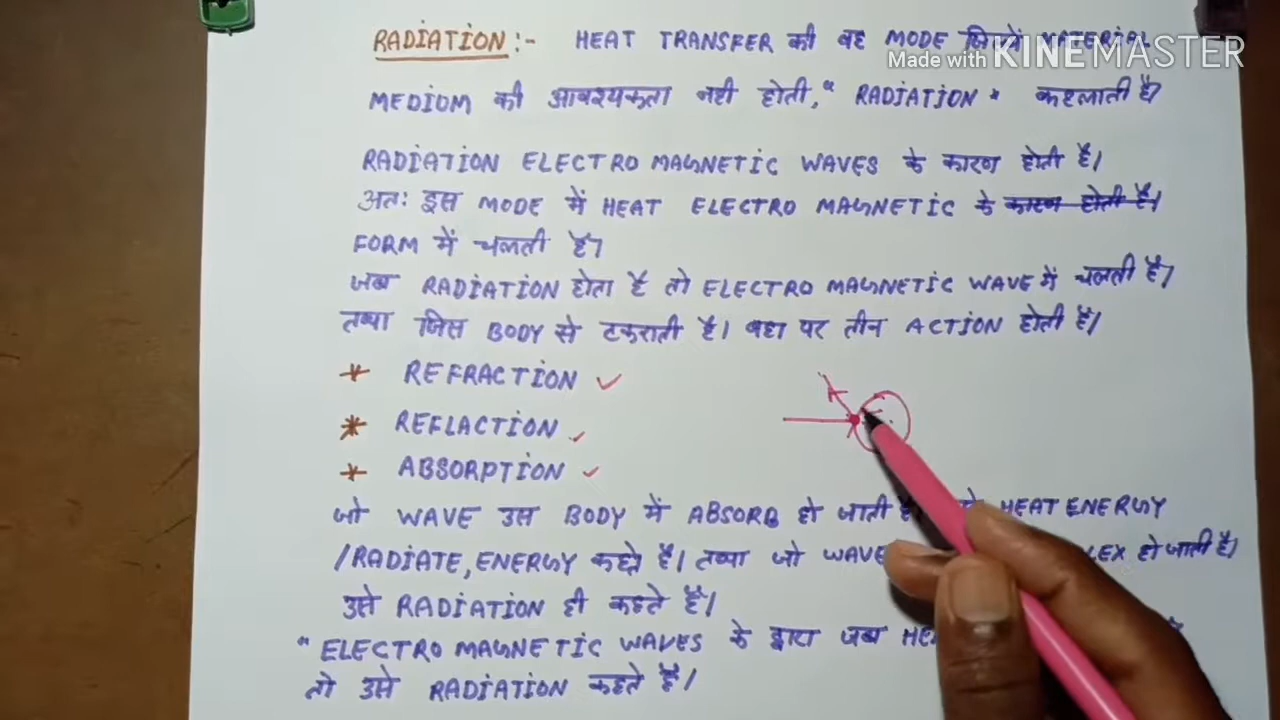 RADIATION :- HEAT TRANSFER की वह MODE जिसमें MATERIAL
Made with KINEMASTER
MEDIUM की आवश्यकता नही होती, "RADIATION" कहलाती है।
RADIATION ELECTRO MAGNETIC WAVES के कारण होती है।
अतः इस MODE में HEAT ELECTRO MAGNETIC के कारण होती है।
FORM में चलती है।
जब RADIATION होता है तो ELECTRO MAGNETIC WAVE में चलती है।
तथा जिस BODY से टकराती है। वहा पर तीन ACTION होती है।
* REFRACTION ✓
* REFLACTION ✓
* ABSORPTION ✓
जो WAVE उस BODY में ABSORB हो जाती है HEAT ENERGY
/RADIATE, ENERGY कहते है। तथा जो WAVE LEX हो जाती है।
उसे RADIATION ही कहते है।
"ELECTRO MAGNETIC WAVES के द्वारा जब
तो उसे RADIATION कहते है।